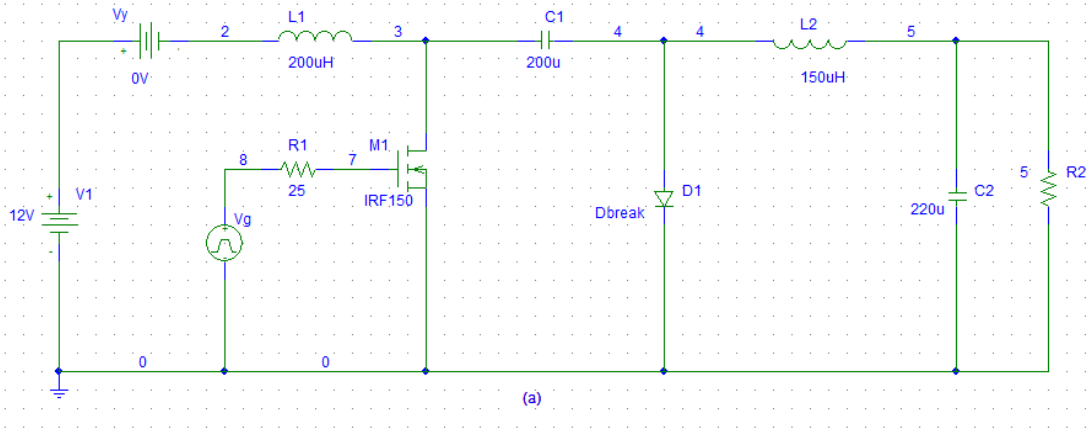 Vy
+
-
0V
2
L1
3
200uH
C1
200u
4
4
L2
150uH
5
+
V1
12V
-
8
R1
25
7
M1
IRF150
Vg
+
-
D1
Dbreak
C2
220u
5
R2
0
0
(a)